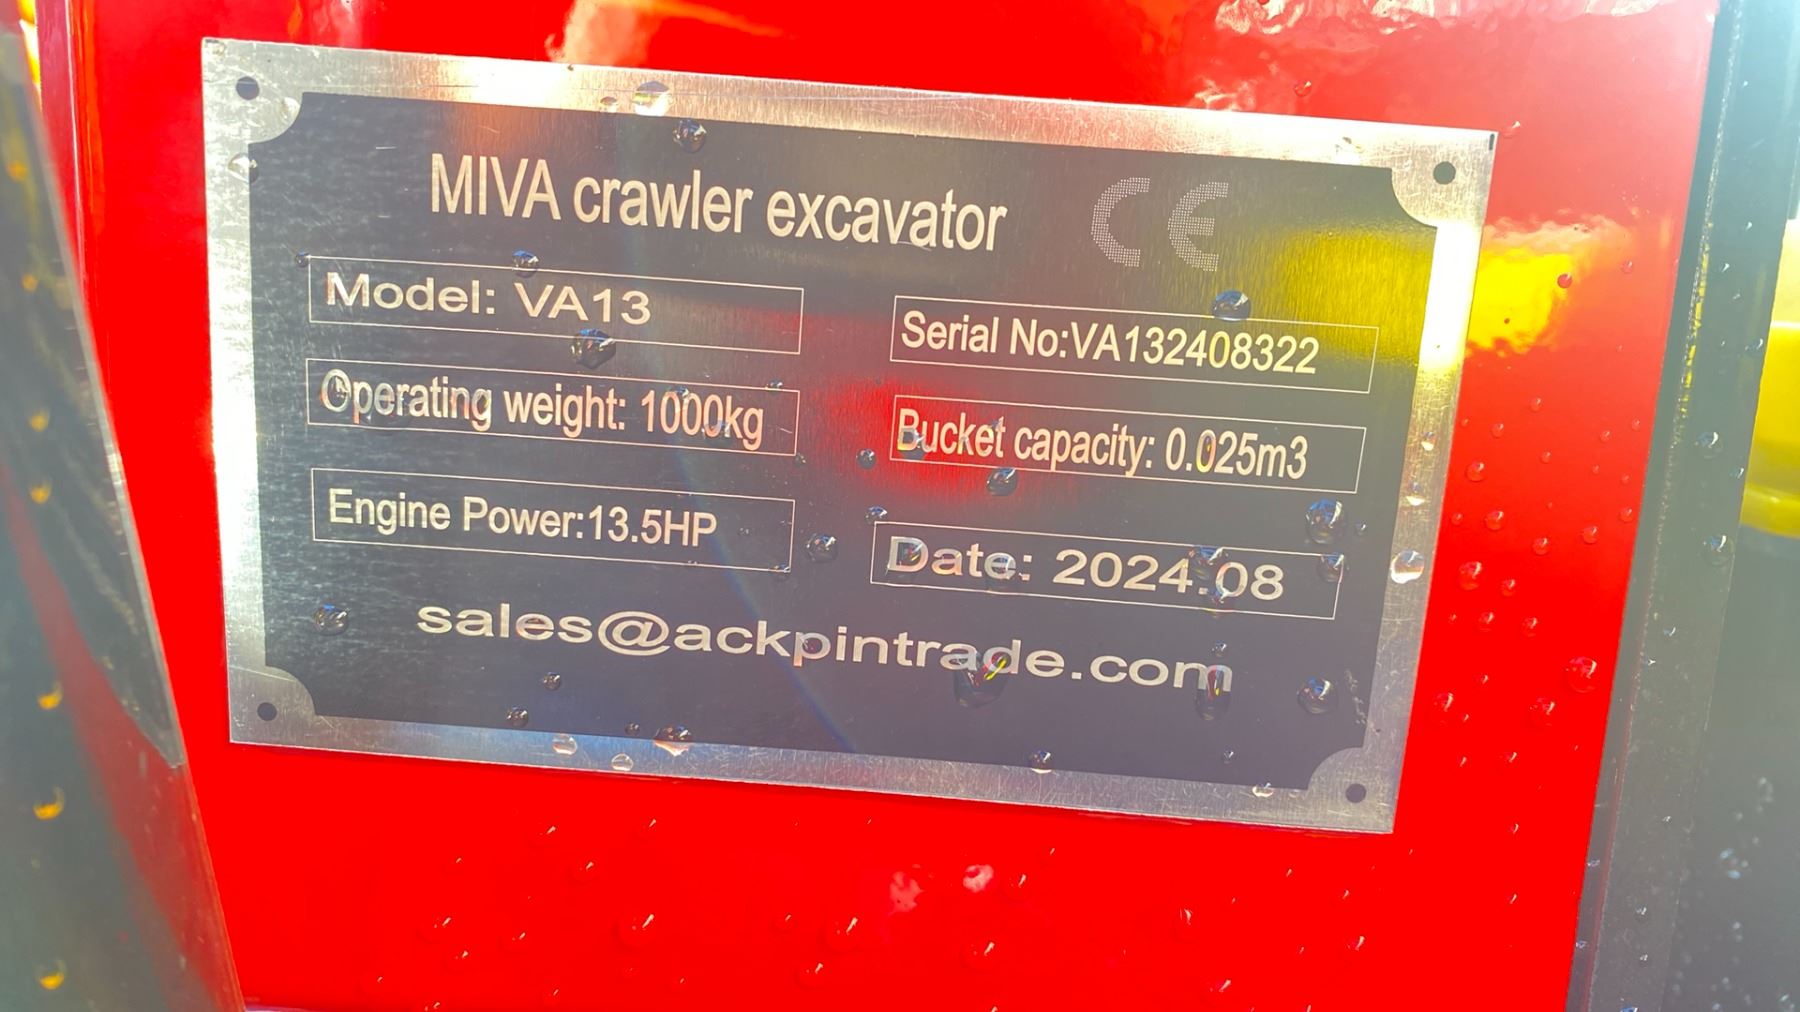 MIVA crawler excavator CE
Model: VA13
Serial No:VA132408322
Operating weight: 1000kg
Bucket capacity: 0.025m3
Engine Power:13.5HP
Date: 2024.08
sales@ackpintrade.com